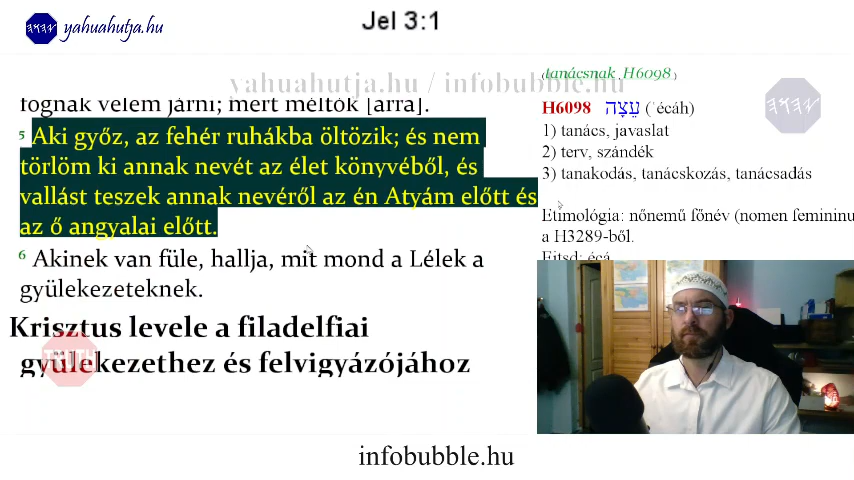 yahuahutja.hu
Jel 3:1
yahuahutja.hu / infobubble.hu
fognak velem járni; mert méltók [arra].
5 Aki győz, az fehér ruhákba öltözik; és nem
törlöm ki annak nevét az élet könyvéből, és
vallást teszek annak nevéről az én Atyám előtt és
az ő angyalai előtt.
6 Akinek van füle, hallja, mit mond a Lélek a
gyülekezeteknek.
Krisztus levele a filadelfiai
gyülekezethez és felvigyázójához
TRUTH
(tanácsnak, H6098)
H6098 עֵצָה (ʿécáh)
1) tanács, javaslat
2) terv, szándék
3) tanakodás, tanácskozás, tanácsadás
Etimológia: nőnemű főnév (nomen femininu
a H3289-ből.
Ejtsd: écá
infobubble.hu